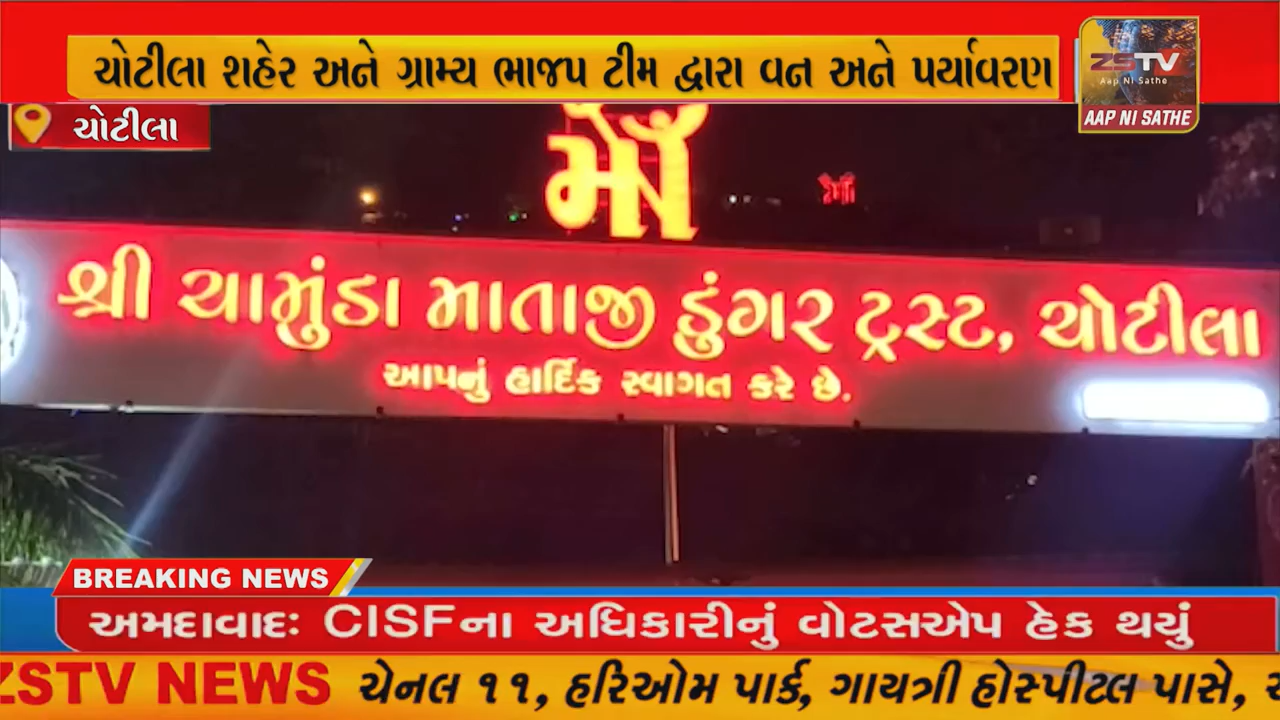 ચોટીલા શહેર અને ગ્રામ્ય ભાજપ ટીમ દ્વારા વન અને પર્યાવરણ
ZSTV
Aap Ni Sathe
AAP NI SATHE
ચોટીલા
માઁ
માઁ
શ્રી ચામુંડા માતાજી ડુંગર ટ્રસ્ટ, ચોટીલા
આપનું હાર્દિક સ્વાગત કરે છે.
BREAKING NEWS
અમદાવાદઃ CISFના અધિકારીનું વોટસએપ હેક થયું
ZSTV NEWS ચેનલ ૧૧, હરિઓમ પાર્ક, ગાયત્રી હોસ્પીટલ પાસે,